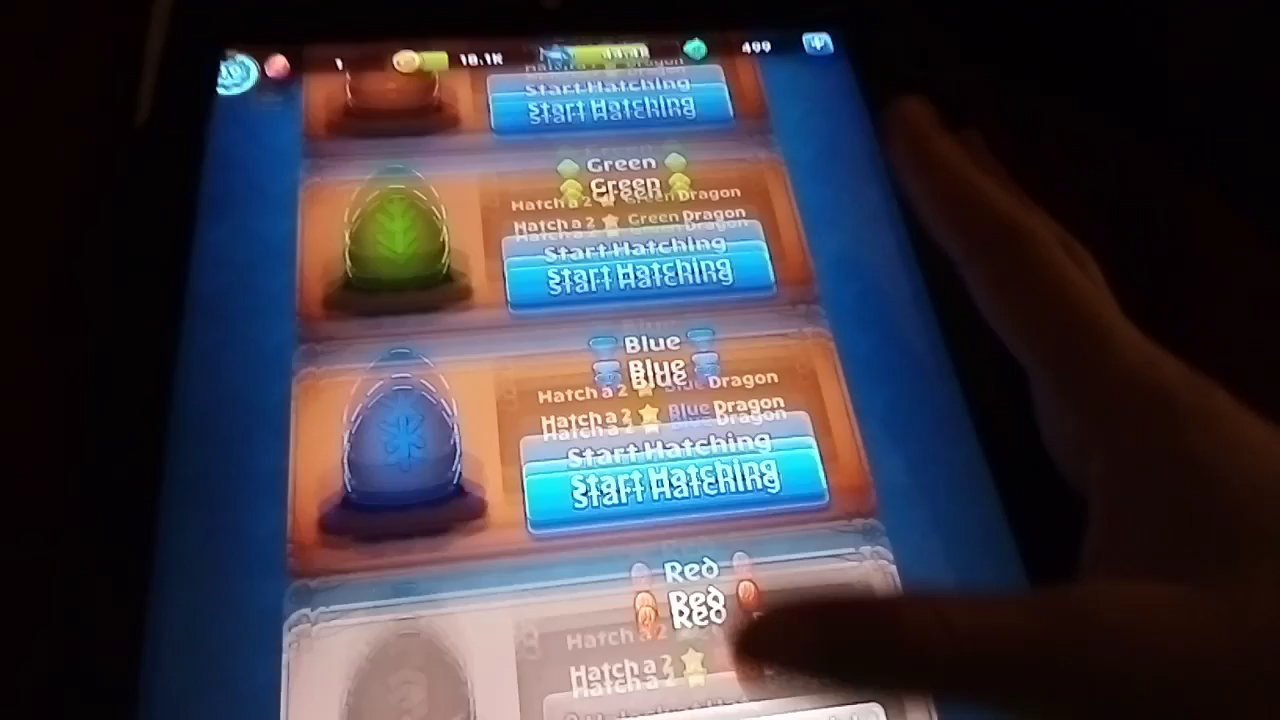 1 18.1K 499
Start Hatching
Green
Hatch a 2 Green Dragon
Start Hatching
Blue
Hatch a 2 Blue Dragon
Start Hatching
Red
Hatch a 2